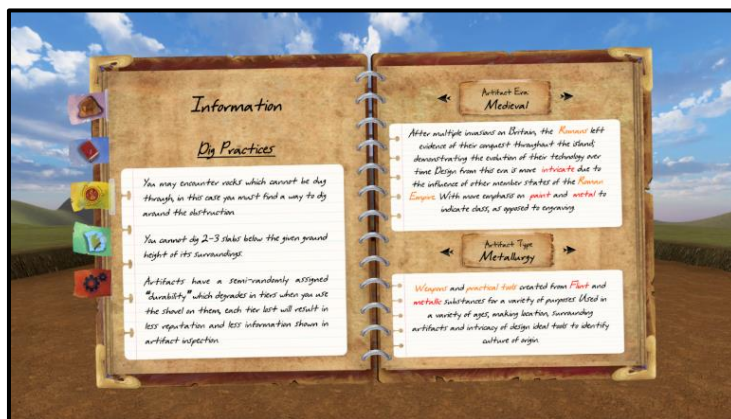 Information
Dig Practices
You may encounter rocks which cannot be dug
through, in this case you must find a way to dig
around the obstruction.
You cannot dig 2-3 slabs below the given ground
height of its surroundings.
Artifacts have a semi-randomly assigned
"durability" which degrades in tiers when you use
the shovel on them, each tier lost will result in
less reputation and less information shown in
artifact inspection.
Artifact Era:
Medieval
After multiple invasions on Britain, the Romans left
evidence of their conquest throughout the island;
demonstrating the evolution of their technology over
time. Design from this era is more intricate due to
the influence of other member states of the Roman
Empire. With more emphasis on paint and metal to
indicate class, as opposed to engraving.
Artifact Type:
Metallurgy
Weapons and practical tools created from Flint and
metallic substances for a variety of purposes. Used in
a variety of ages, making location, surrounding
artifacts and intricacy of design ideal tools to identify
culture of origin.